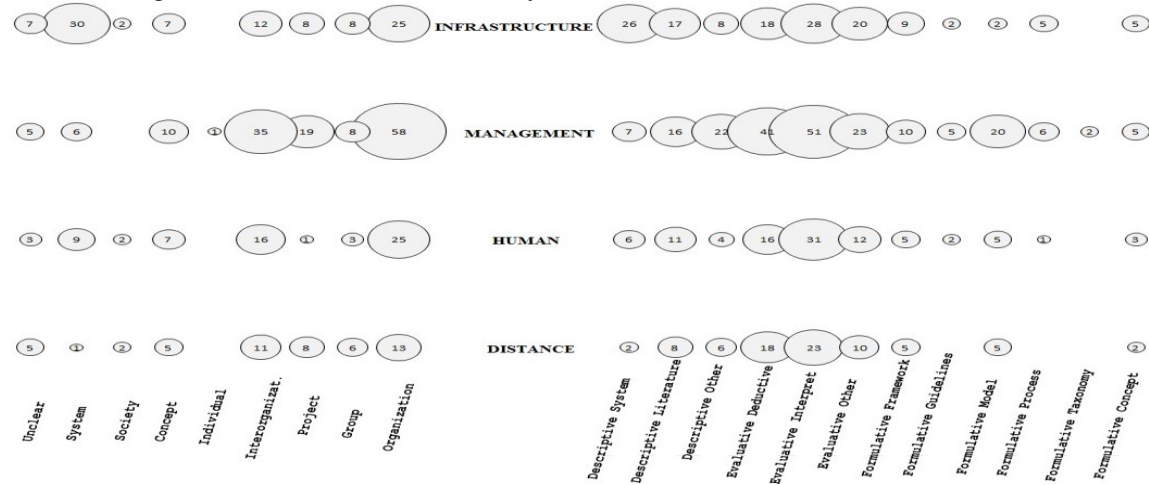 7 30 2 7 12 8 8 25 INFRASTRUCTURE 26 17 8 18 28 20 9 2 2 5 5
5 6 10 1 35 19 8 58 MANAGEMENT 7 16 22 41 51 23 10 5 20 6 2 5
3 9 2 7 16 1 3 25 HUMAN 6 11 4 16 31 12 5 2 5 1 3
5 1 2 5 11 8 6 13 DISTANCE 2 8 6 18 23 10 5 5 2
Unclear
System
Society
Concept
Individual
Interorganizat.
Project
Group
Organization
Descriptive System
Descriptive Literature
Descriptive Other
Evaluative Deductive
Evaluative Interpret
Evaluative Other
Formulative Framework
Formulative Guidelines
Formulative Model
Formulative Process
Formulative Taxonomy
Formulative Concept